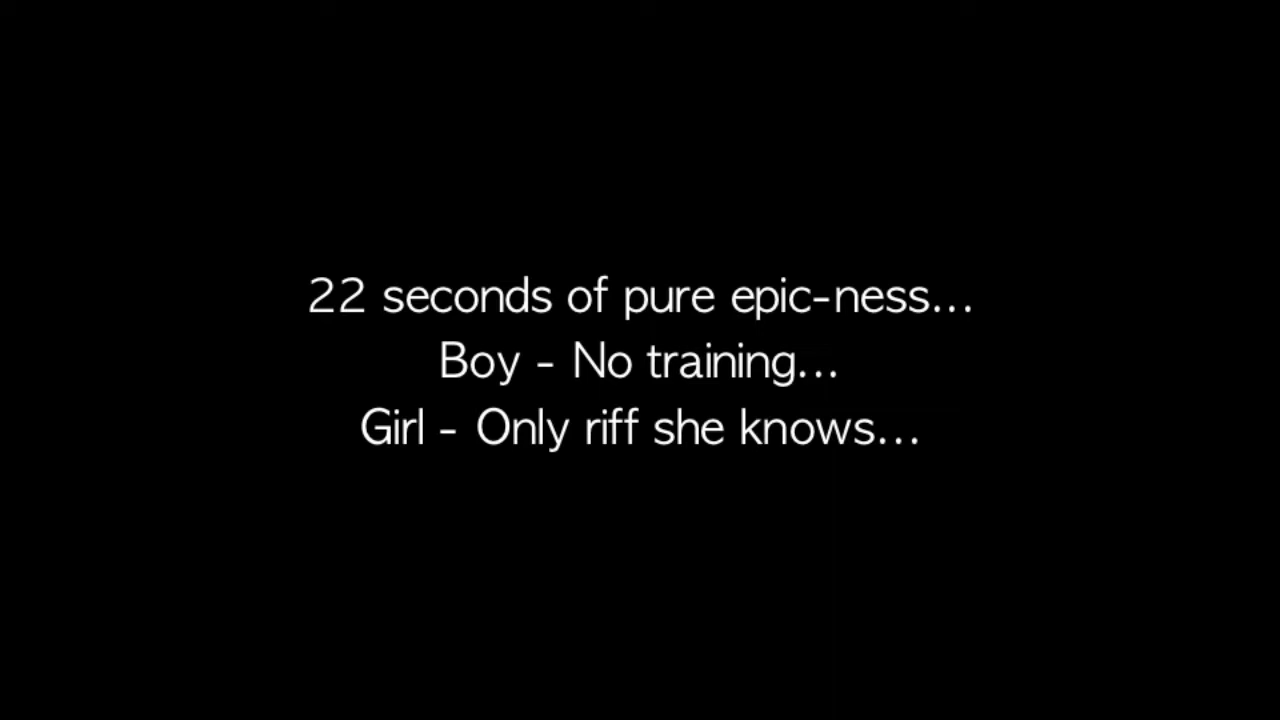 22 seconds of pure epic-ness...
Boy - No training...
Girl - Only riff she knows...